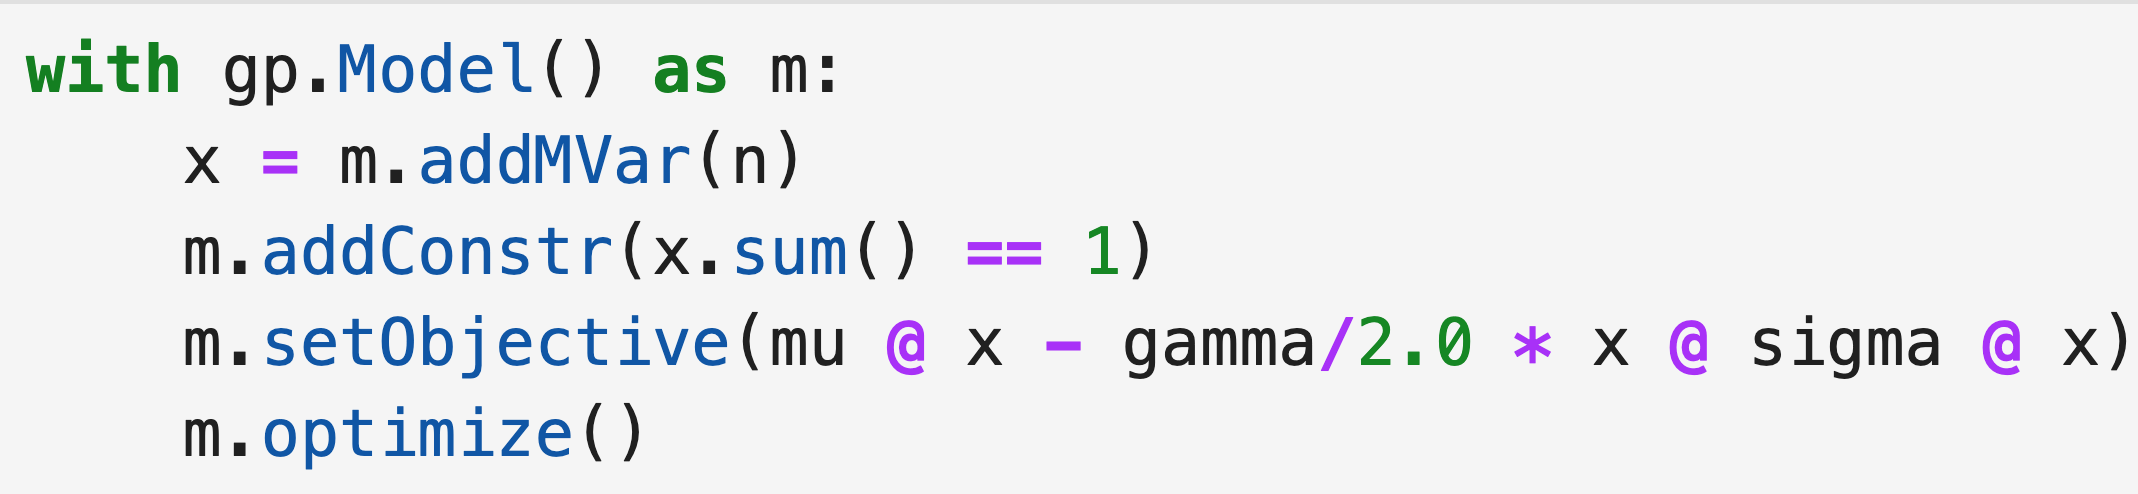 with gp.Model() as m:
    x = m.addMVar(n)
    m.addConstr(x.sum() == 1)
    m.setObjective(mu @ x - gamma/2.0 * x @ sigma @ x)
    m.optimize()